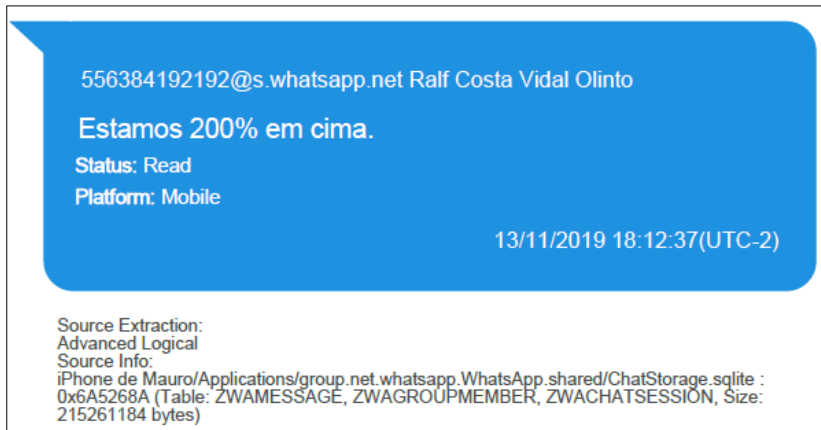 556384192192@s.whatsapp.net Ralf Costa Vidal Olinto
Estamos 200% em cima.
Status: Read
Platform: Mobile
13/11/2019 18:12:37(UTC-2)
Source Extraction:
Advanced Logical
Source Info:
iPhone de Mauro/Applications/group.net.whatsapp.WhatsApp.shared/ChatStorage.sqlite :
0x6A5268A (Table: ZWAMESSAGE, ZWAGROUPMEMBER, ZWACHATSESSION, Size:
215261184 bytes)